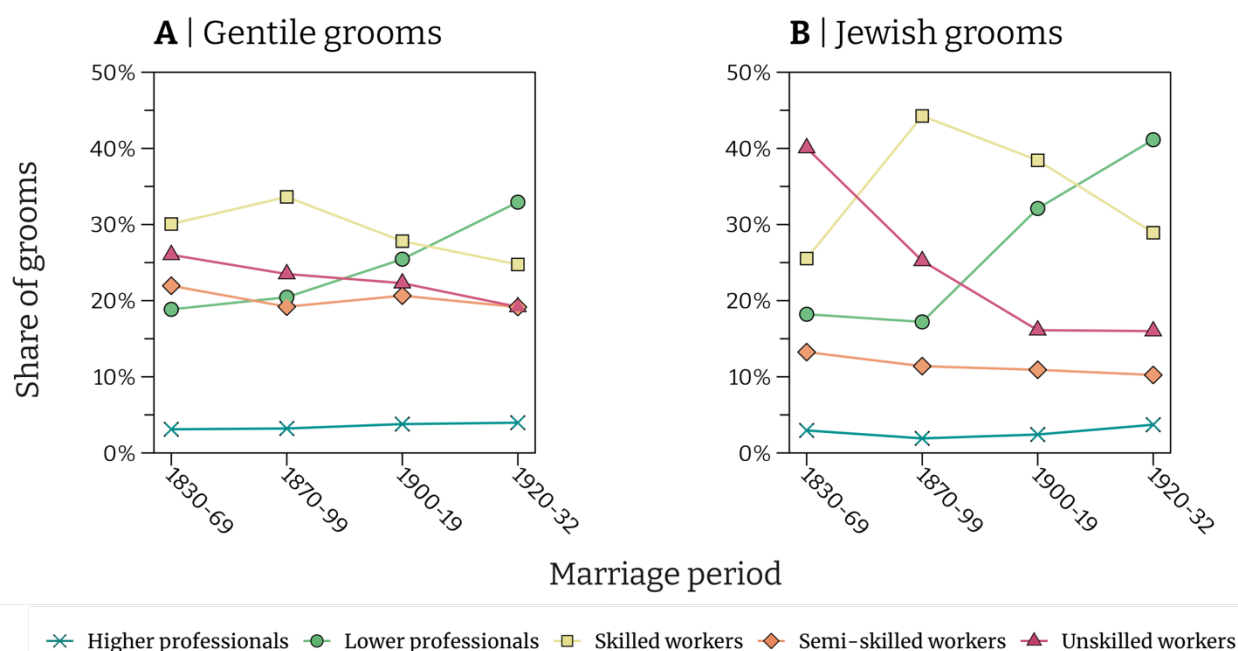 A | Gentile grooms
B | Jewish grooms
Share of grooms
50%
40%
30%
20%
10%
0%
1830-69
1870-99
1900-19
1920-32
50%
40%
30%
20%
10%
0%
1830-69
1870-99
1900-19
1920-32
Marriage period
Higher professionals
Lower professionals
Skilled workers
Semi-skilled workers
Unskilled workers